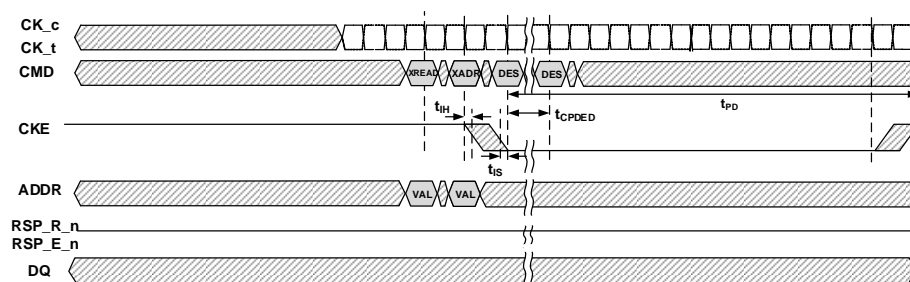 CK_c
CK_t
CMD XREAD XADR DES DES
tIH tCPDED tPD
CKE
tIS
ADDR VAL VAL
RSP_R_n
RSP_E_n
DQ